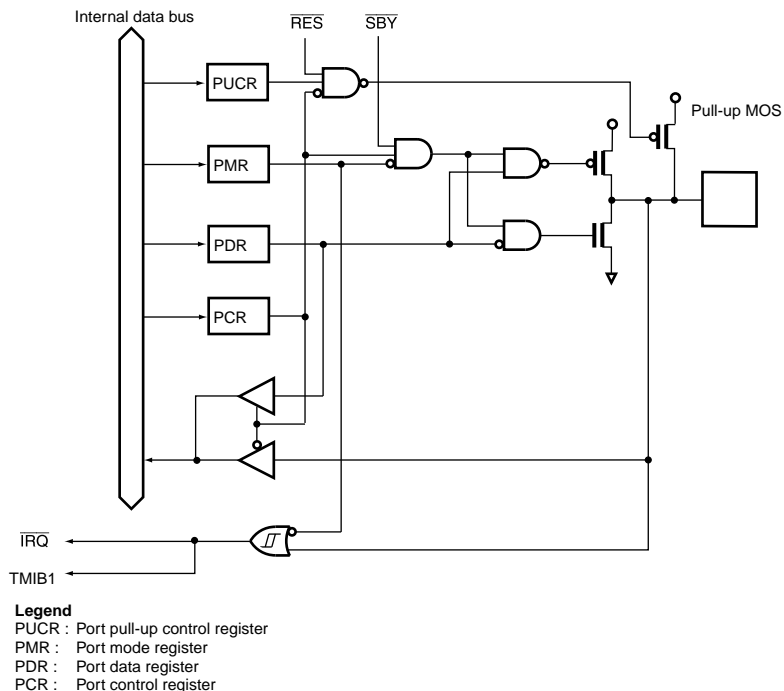 Internal data bus
RES
SBY
PUCR
Pull-up MOS
PMR
PDR
PCR
IRQ
TMIB1
Legend
PUCR : Port pull-up control register
PMR : Port mode register
PDR : Port data register
PCR : Port control register